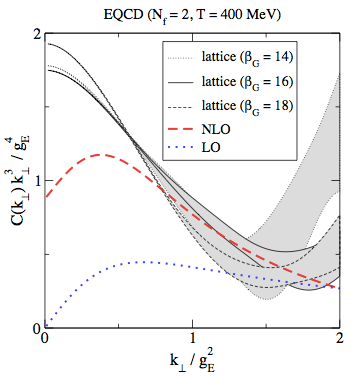 EQCD (N_f = 2, T = 400 MeV)
2
lattice (β_G = 14)
lattice (β_G = 16)
lattice (β_G = 18)
NLO
LO
C(k_⊥) k_⊥^3 / g_E^4
1
0
0
1
2
k_⊥ / g_E^2